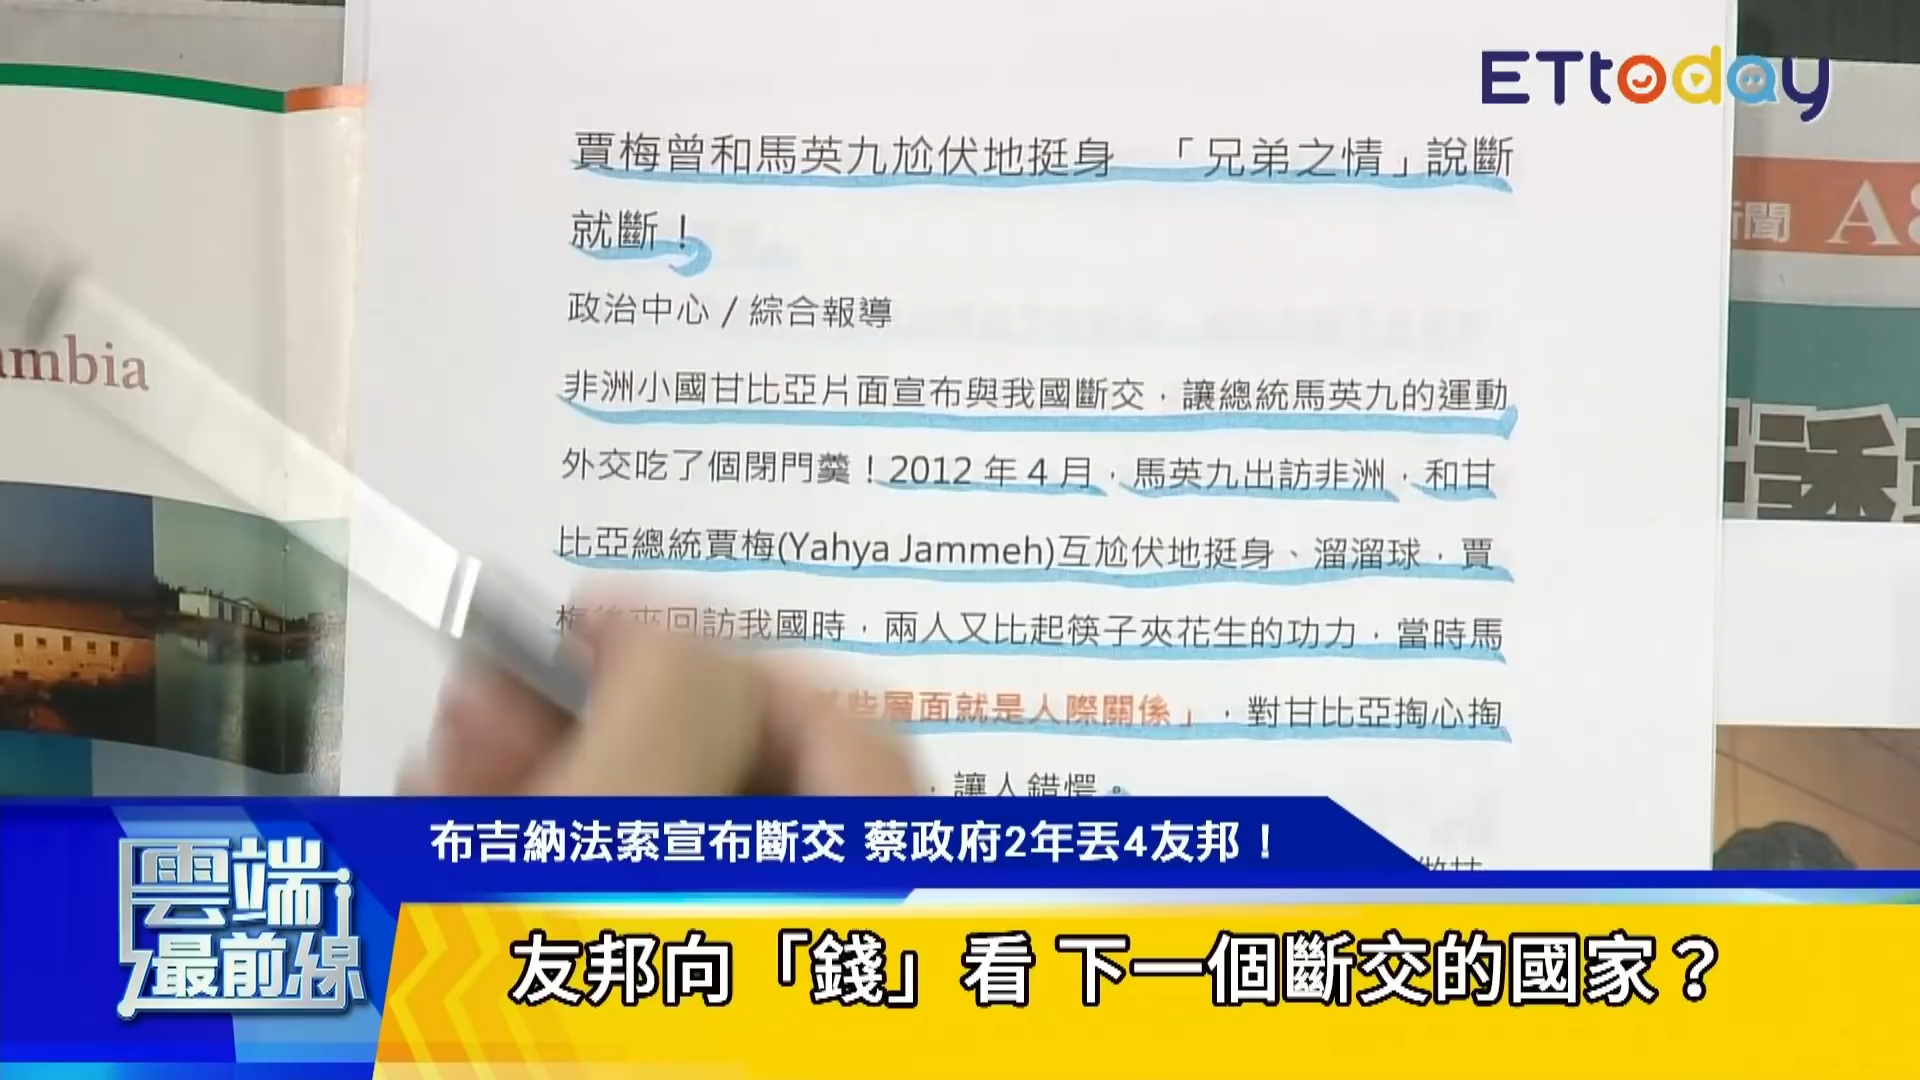 ETtoday
新聞 A8
ambia
賈梅曾和馬英九尬伏地挺身 「兄弟之情」說斷
就斷！
政治中心/綜合報導
非洲小國甘比亞片面宣布與我國斷交，讓總統馬英九的運動
外交吃了個閉門羹！2012 年 4 月，馬英九出訪非洲，和甘
比亞總統賈梅(Yahya Jammeh)互尬伏地挺身、溜溜球，賈
梅後來回訪我國時，兩人又比起筷子夾花生的功力，當時馬
些層面就是人際關係」，對甘比亞掏心掏
，讓人錯愕。
布吉納法索宣布斷交 蔡政府2年丟4友邦！
雲端
最前線
友邦向「錢」看 下一個斷交的國家？